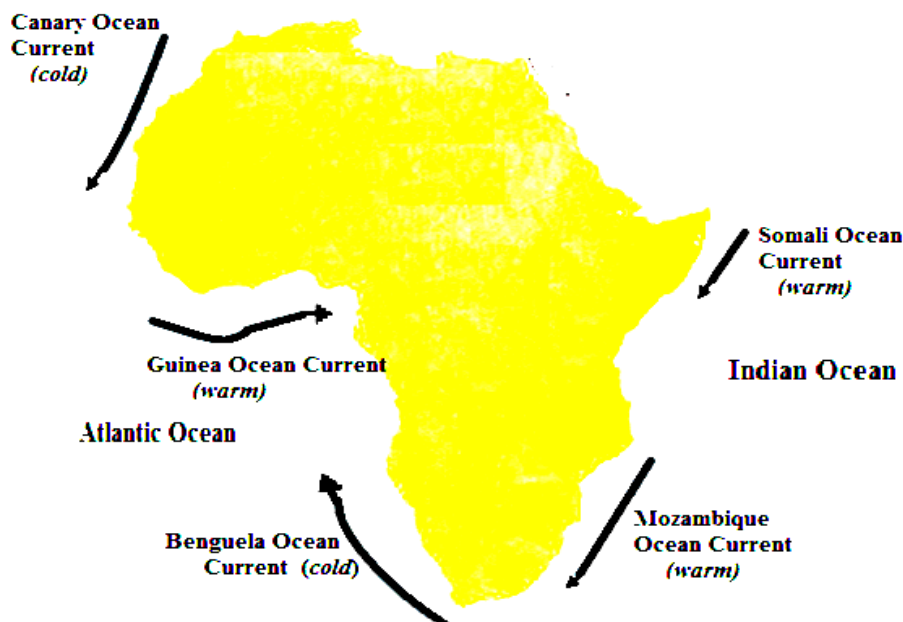 Canary Ocean
Current
(cold)
Somali Ocean
Current
(warm)
Guinea Ocean Current
(warm)
Indian Ocean
Atlantic Ocean
Mozambique
Ocean Current
(warm)
Benguela Ocean
Current (cold)